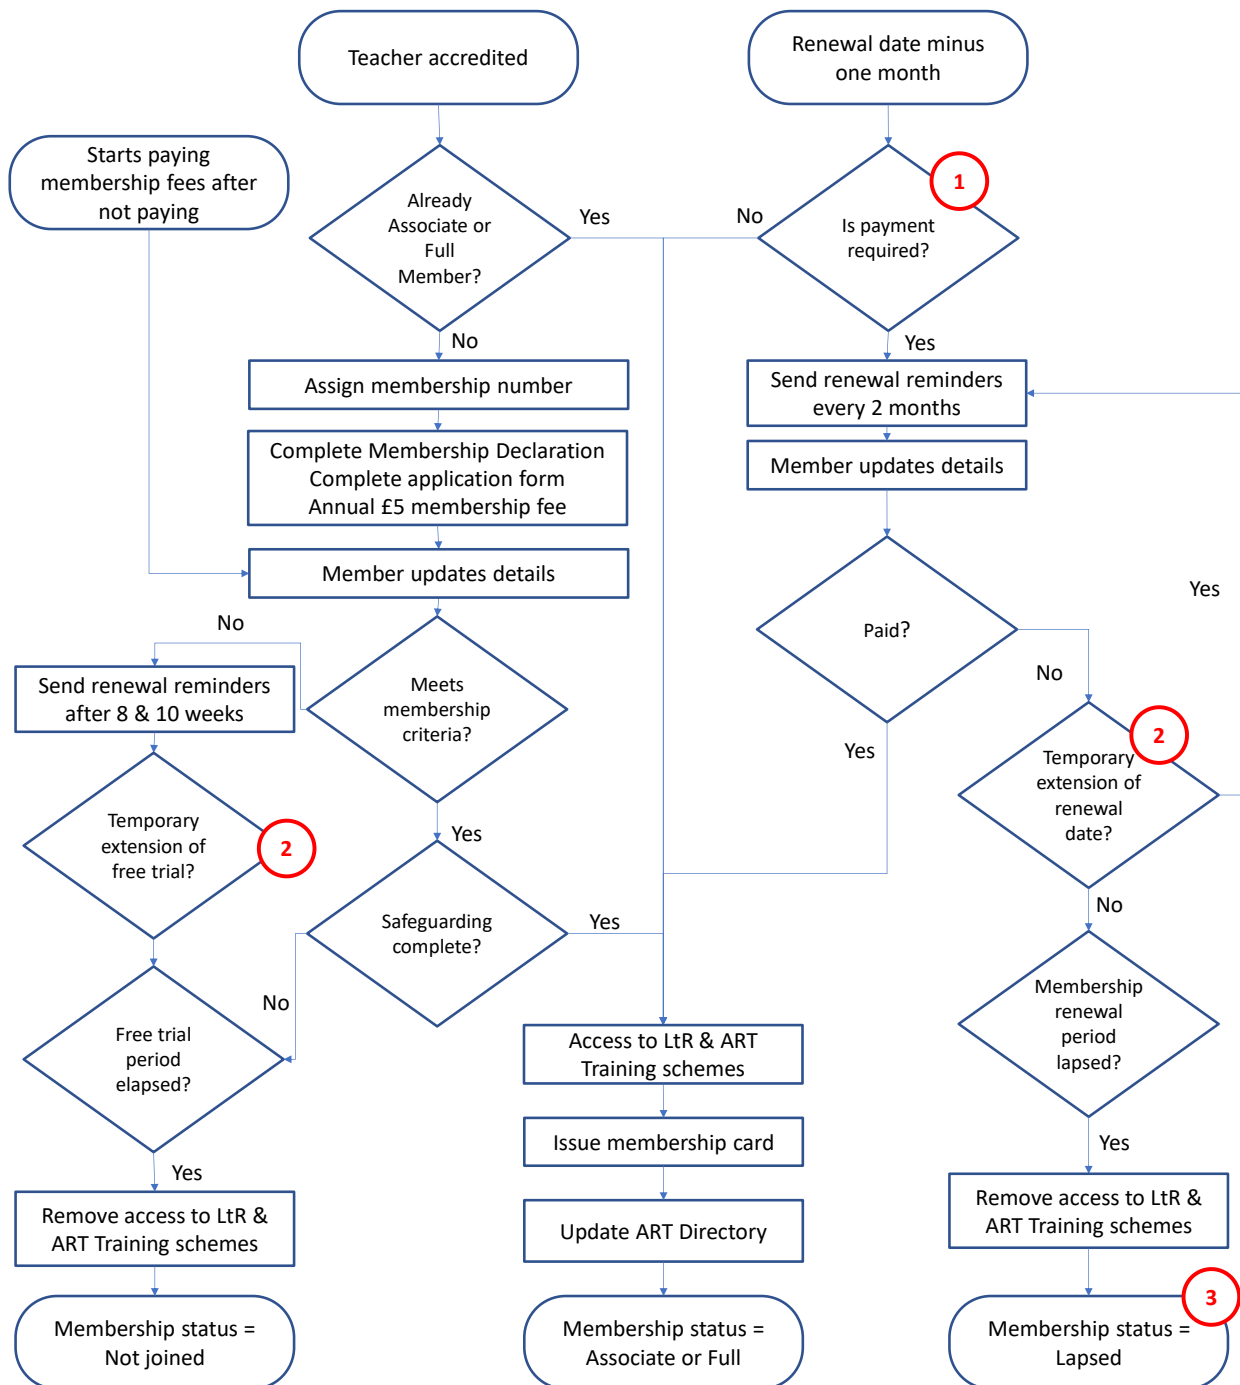 Teacher accredited
Renewal date minus
one month
Starts paying
membership fees after
not paying
Already
Associate or
Full
Member?
Yes
No
1
Is payment
required?
No
Yes
Assign membership number
Send renewal reminders
every 2 months
Complete Membership Declaration
Complete application form
Annual £5 membership fee
Member updates details
Member updates details
Yes
No
Paid?
Send renewal reminders
after 8 & 10 weeks
Meets
membership
criteria?
No
Yes
2
Temporary
extension of
renewal
date?
Temporary
extension of
free trial?
2
Yes
Safeguarding
complete?
Yes
No
No
Free trial
period
elapsed?
Membership
renewal
period
lapsed?
Access to LtR & ART
Training schemes
Issue membership card
Yes
Yes
Remove access to LtR &
ART Training schemes
Update ART Directory
Remove access to LtR &
ART Training schemes
3
Membership status =
Not joined
Membership status =
Associate or Full
Membership status =
Lapsed